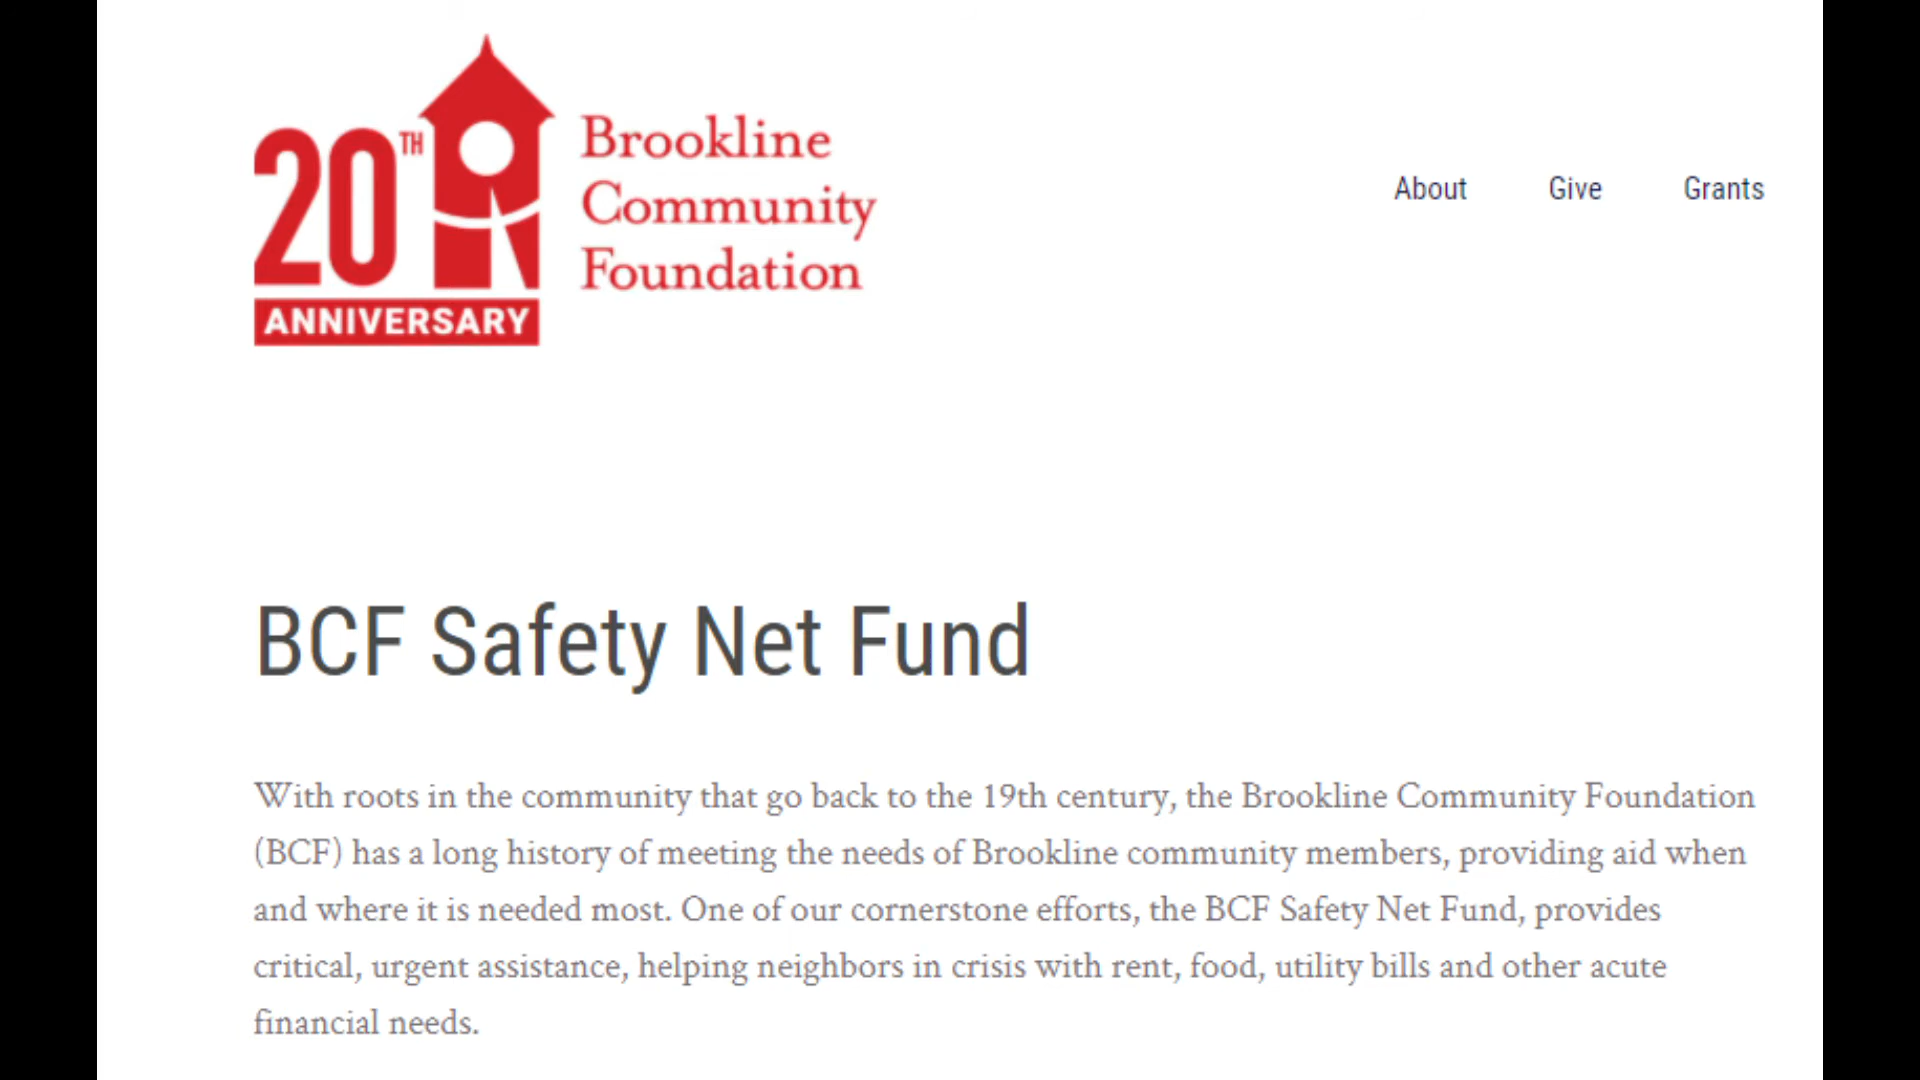 20TH
ANNIVERSARY
Brookline
Community
Foundation
About Give Grants
BCF Safety Net Fund
With roots in the community that go back to the 19th century, the Brookline Community Foundation
(BCF) has a long history of meeting the needs of Brookline community members, providing aid when
and where it is needed most. One of our cornerstone efforts, the BCF Safety Net Fund, provides
critical, urgent assistance, helping neighbors in crisis with rent, food, utility bills and other acute
financial needs.